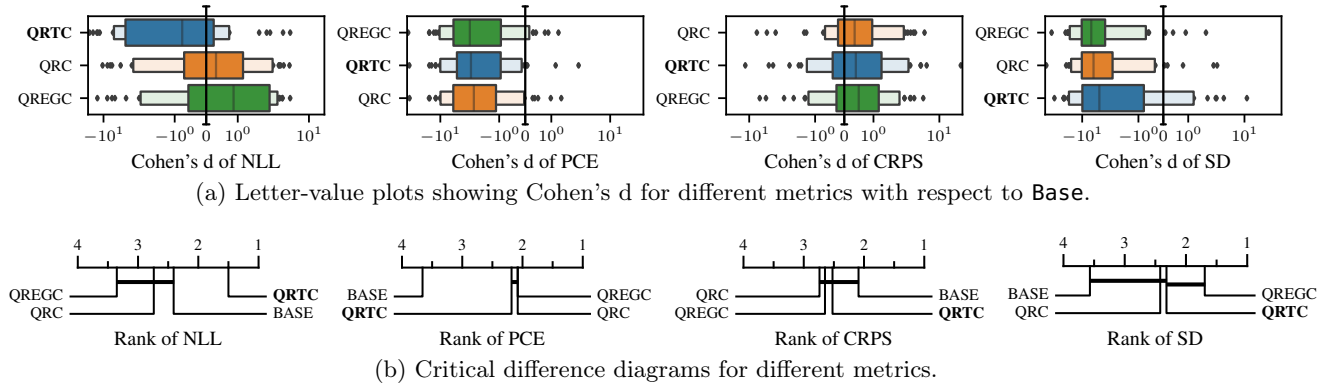 QRTC
QRC
QREGC
−10¹ −10⁰ 0 10⁰ 10¹
Cohen's d of NLL
QREGC
QRTC
QRC
−10¹ −10⁰ 0 10⁰ 10¹
Cohen's d of PCE
QRC
QRTC
QREGC
−10¹ −10⁰ 0 10⁰ 10¹
Cohen's d of CRPS
QREGC
QRC
QRTC
−10¹ −10⁰ 0 10⁰ 10¹
Cohen's d of SD
(a) Letter-value plots showing Cohen's d for different metrics with respect to Base.
4 3 2 1
QREGC QRTC
QRC BASE
Rank of NLL
4 3 2 1
BASE QREGC
QRTC QRC
Rank of PCE
4 3 2 1
QRC BASE
QREGC QRTC
Rank of CRPS
4 3 2 1
BASE QREGC
QRC QRTC
Rank of SD
(b) Critical difference diagrams for different metrics.